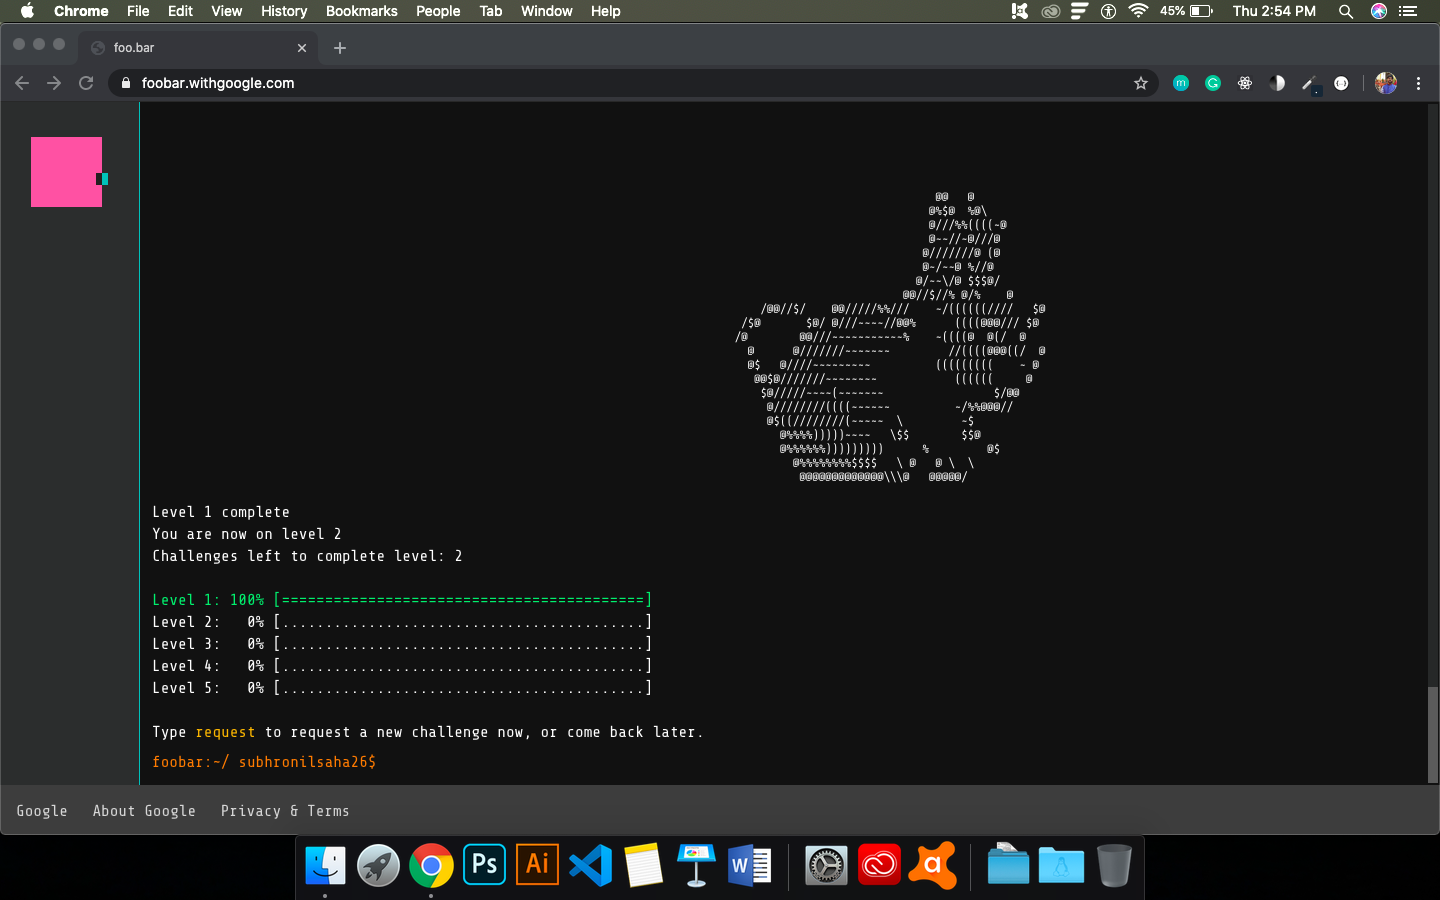 Chrome File Edit View History Bookmarks People Tab Window Help 45% Thu 2:54 PM
foo.bar
foobar.withgoogle.com
Level 1 complete
You are now on level 2
Challenges left to complete level: 2
Level 1: 100% [==========================================]
Level 2: 0% [..........................................]
Level 3: 0% [..........................................]
Level 4: 0% [..........................................]
Level 5: 0% [..........................................]
Type request to request a new challenge now, or come back later.
foobar:~/ subhronilsaha26$
Google About Google Privacy & Terms
Ps Ai W